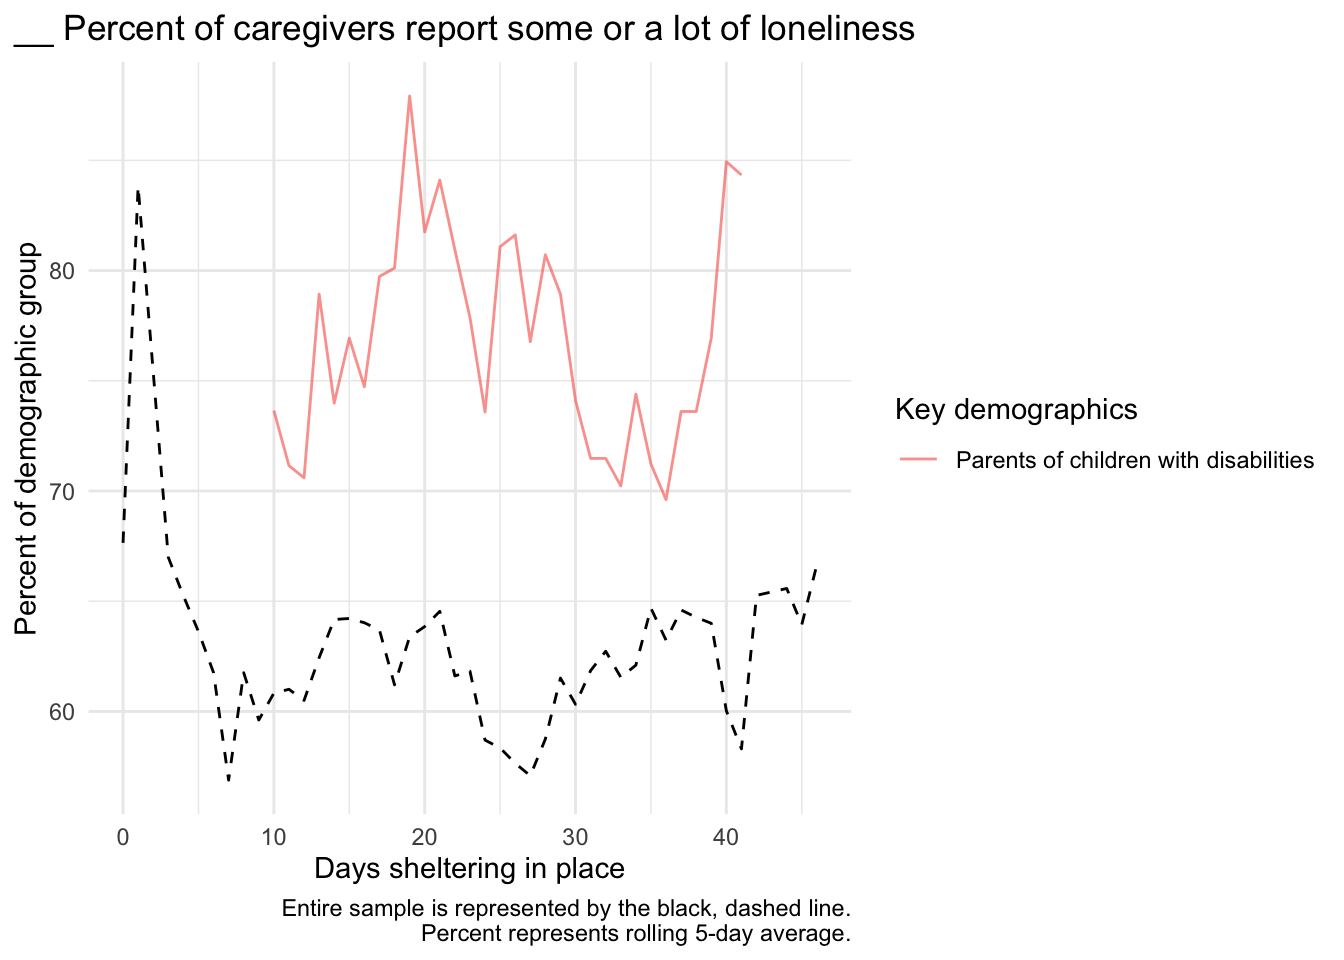 __ Percent of caregivers report some or a lot of loneliness
Percent of demographic group
80
70
60
0 10 20 30 40
Days sheltering in place
Key demographics
Parents of children with disabilities
Entire sample is represented by the black, dashed line.
Percent represents rolling 5-day average.